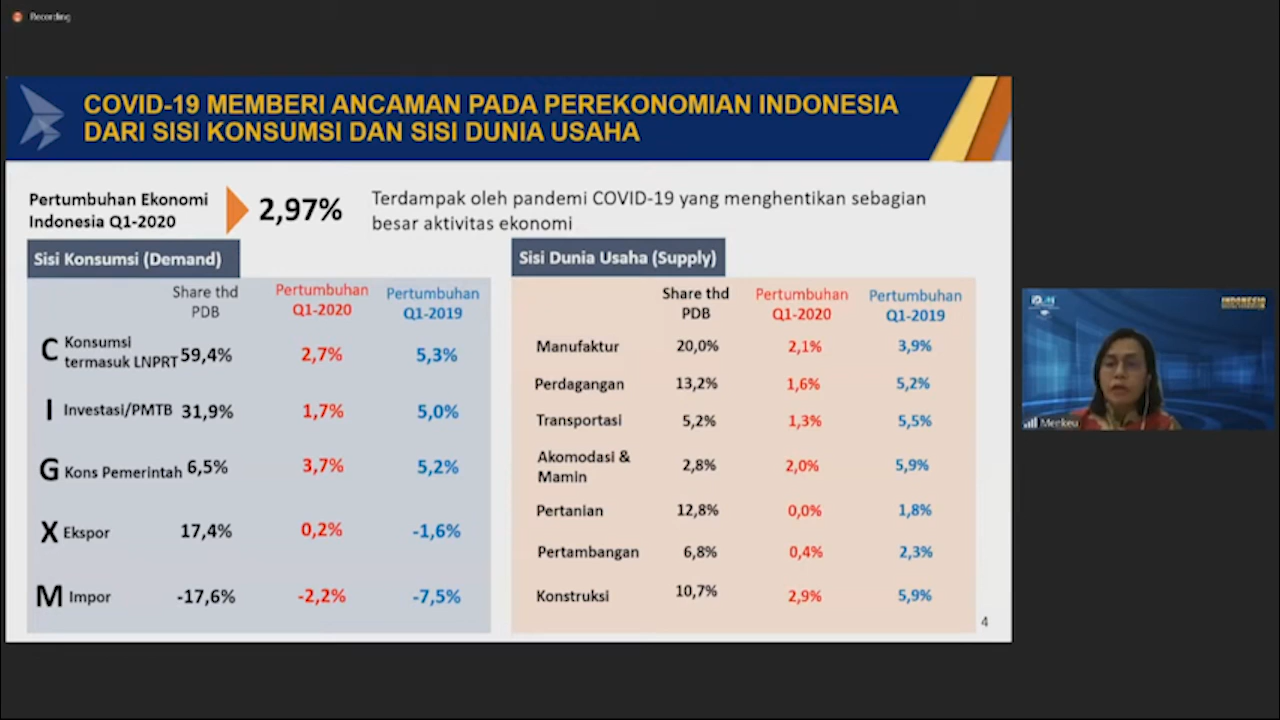 Recording
COVID-19 MEMBERI ANCAMAN PADA PEREKONOMIAN INDONESIA
DARI SISI KONSUMSI DAN SISI DUNIA USAHA
Pertumbuhan Ekonomi
Indonesia Q1-2020
2,97%
Terdampak oleh pandemi COVID-19 yang menghentikan sebagian
besar aktivitas ekonomi
Sisi Konsumsi (Demand)
Share thd
PDB
Pertumbuhan
Q1-2020
Pertumbuhan
Q1-2019
C Konsumsi
termasuk LNPRT 59,4% 2,7% 5,3%
I Investasi/PMTB 31,9% 1,7% 5,0%
G Kons Pemerintah 6,5% 3,7% 5,2%
X Ekspor 17,4% 0,2% -1,6%
M Impor -17,6% -2,2% -7,5%
Sisi Dunia Usaha (Supply)
Share thd
PDB
Pertumbuhan
Q1-2020
Pertumbuhan
Q1-2019
Manufaktur 20,0% 2,1% 3,9%
Perdagangan 13,2% 1,6% 5,2%
Transportasi 5,2% 1,3% 5,5%
Akomodasi &
Mamin 2,8% 2,0% 5,9%
Pertanian 12,8% 0,0% 1,8%
Pertambangan 6,8% 0,4% 2,3%
Konstruksi 10,7% 2,9% 5,9%
4
INDONESIA
Meekeu